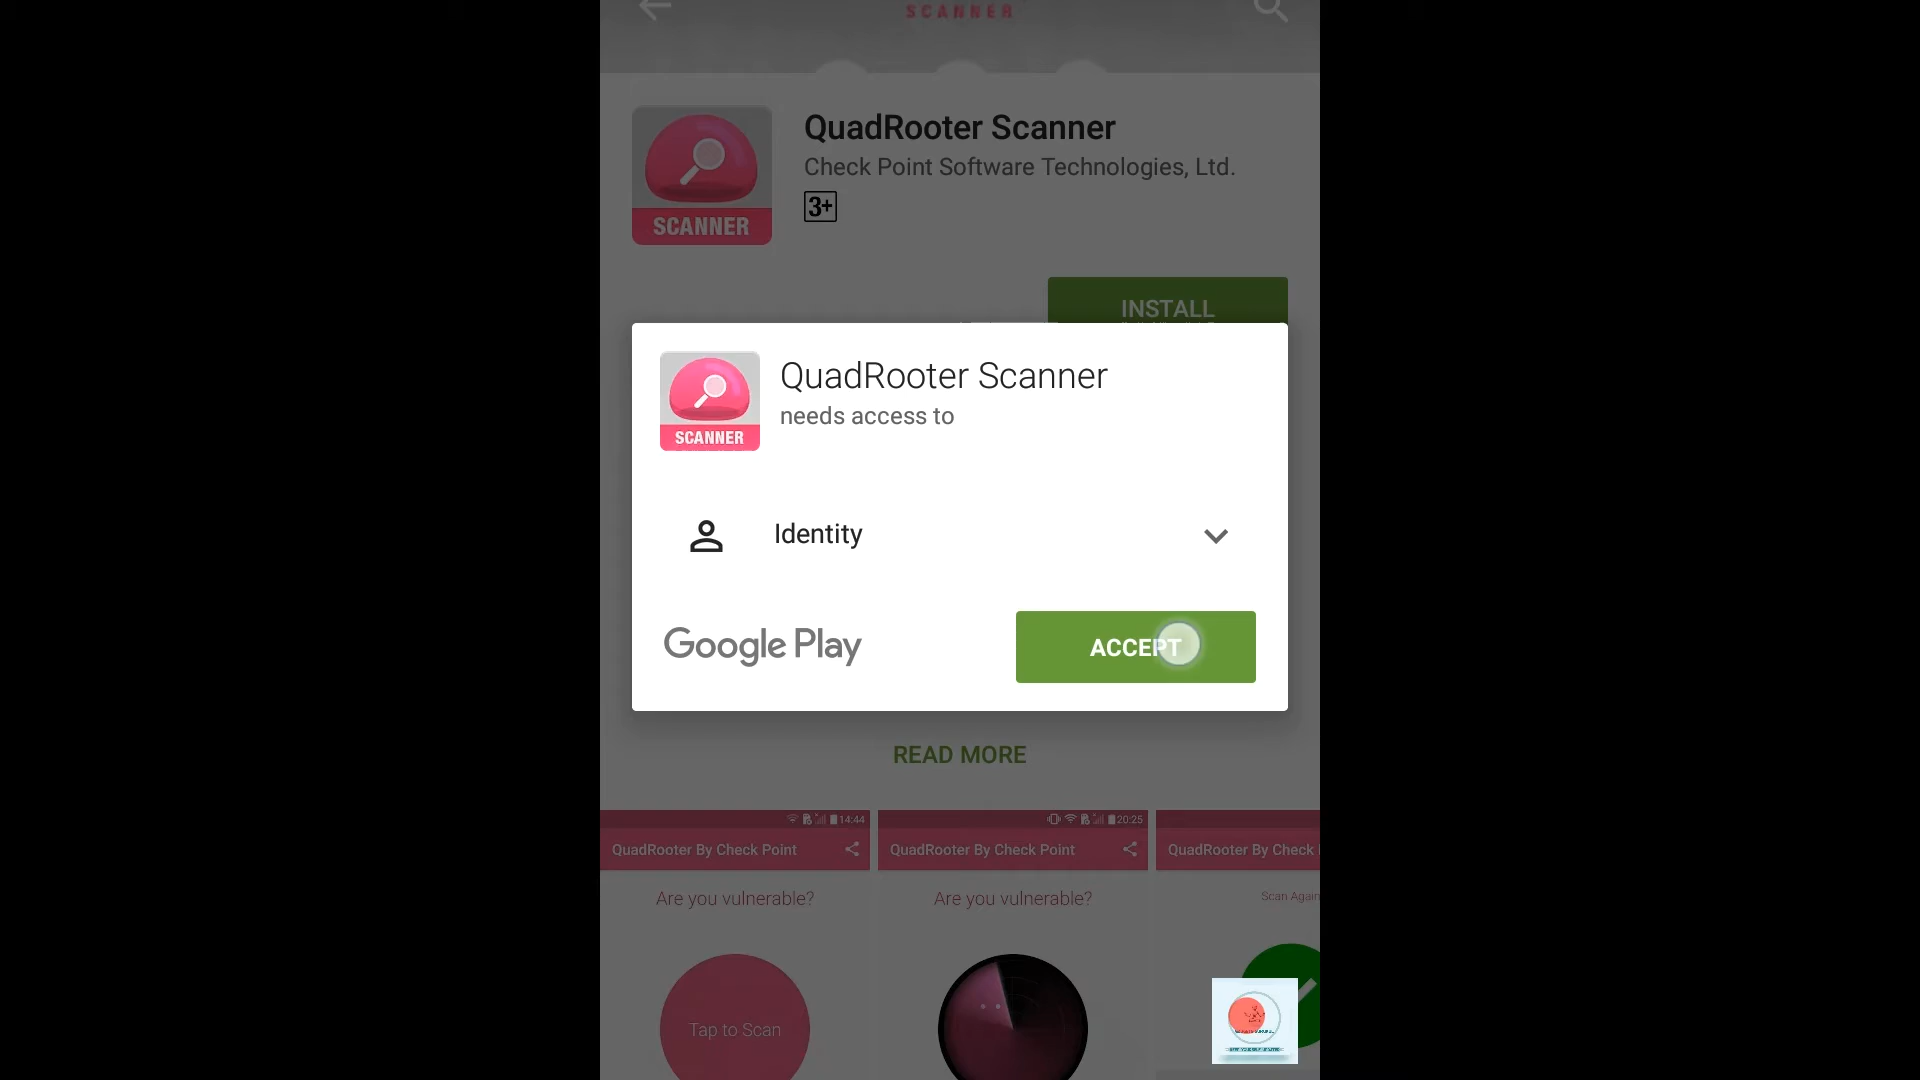 SCANNER
QuadRooter Scanner
Check Point Software Technologies, Ltd.
3+
SCANNER
INSTALL
QuadRooter Scanner
needs access to
SCANNER
Identity
Google Play
ACCEPT
READ MORE
14:44
20:25
QuadRooter By Check Point
QuadRooter By Check Point
QuadRooter By Check
Are you vulnerable?
Are you vulnerable?
Scan Again
Tap to Scan